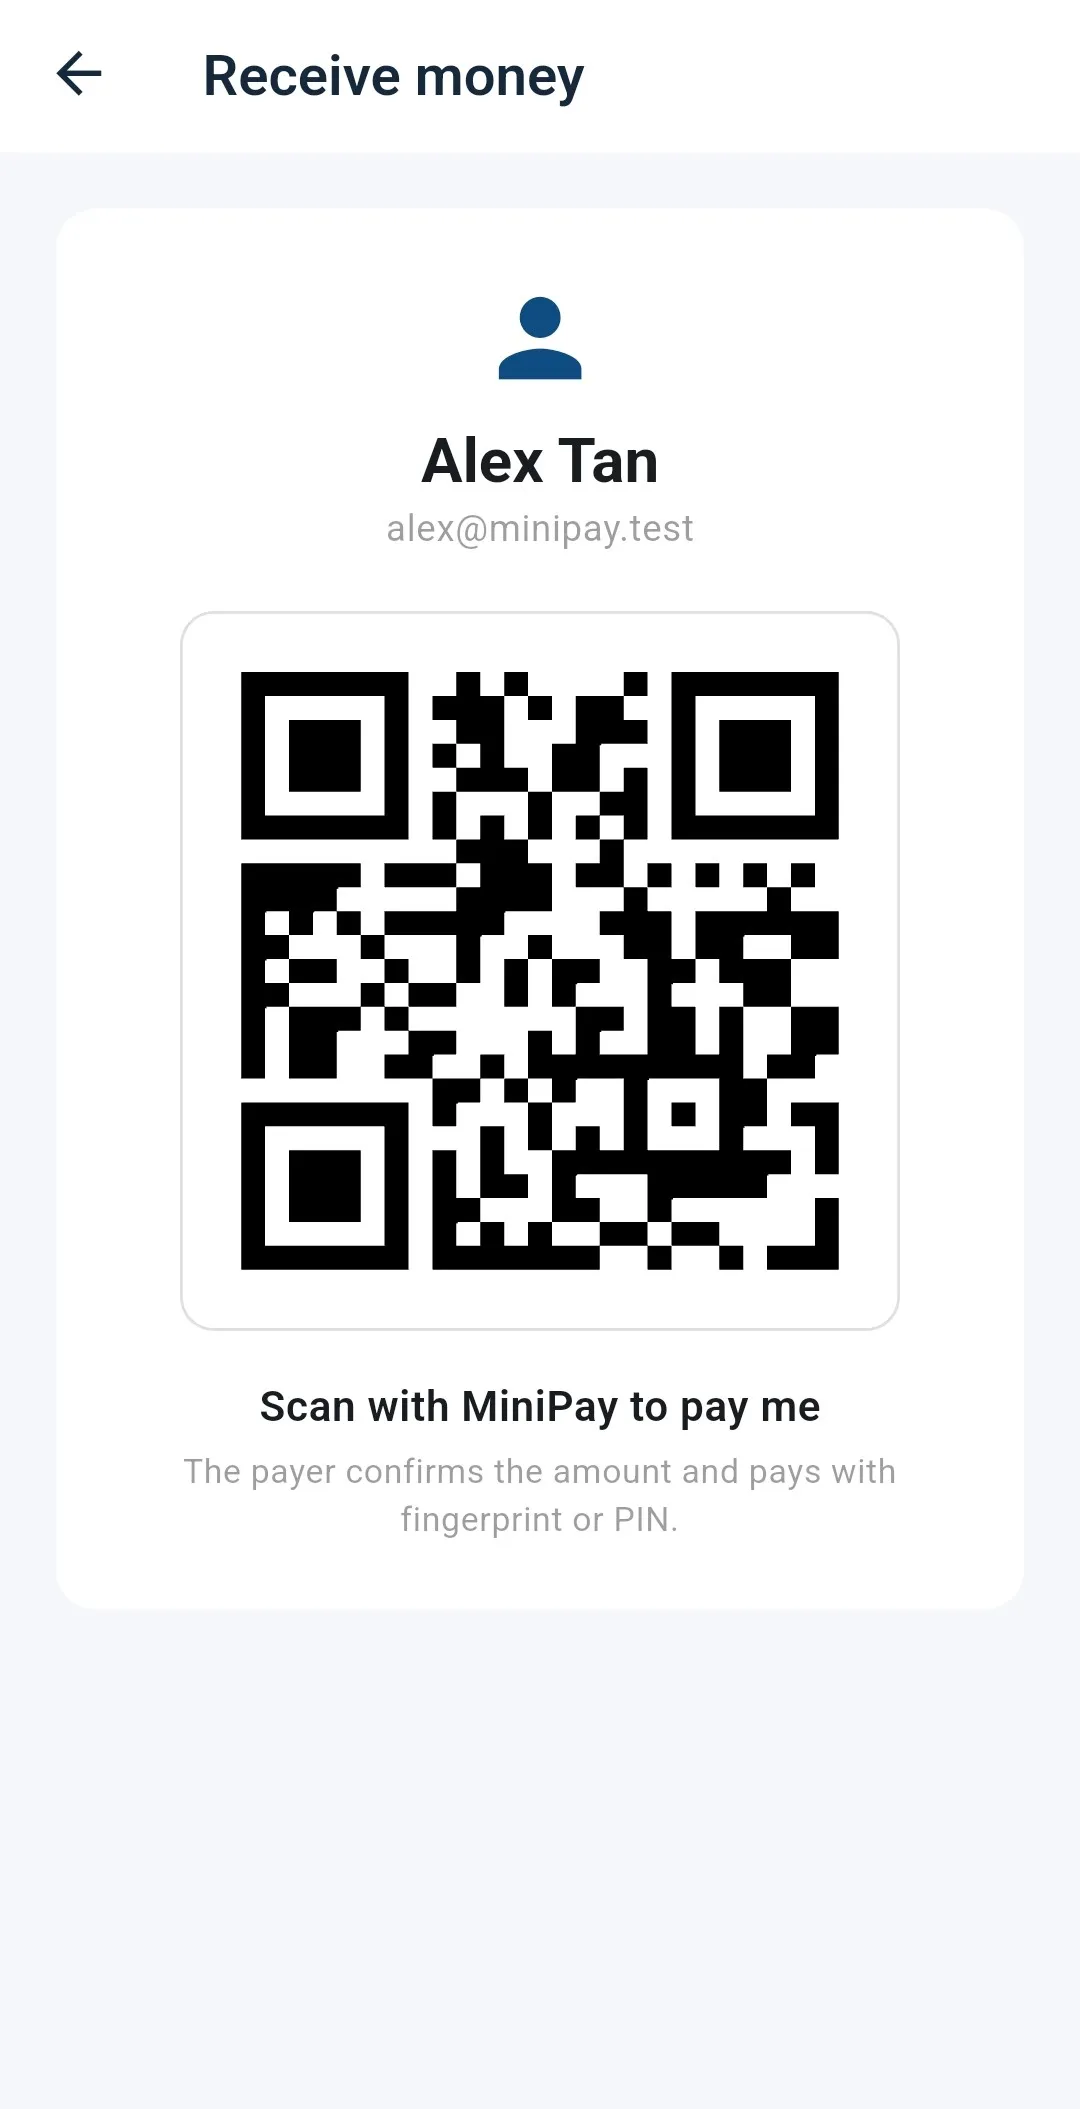 Receive money
Alex Tan
alex@minipay.test
Scan with MiniPay to pay me
The payer confirms the amount and pays with
fingerprint or PIN.